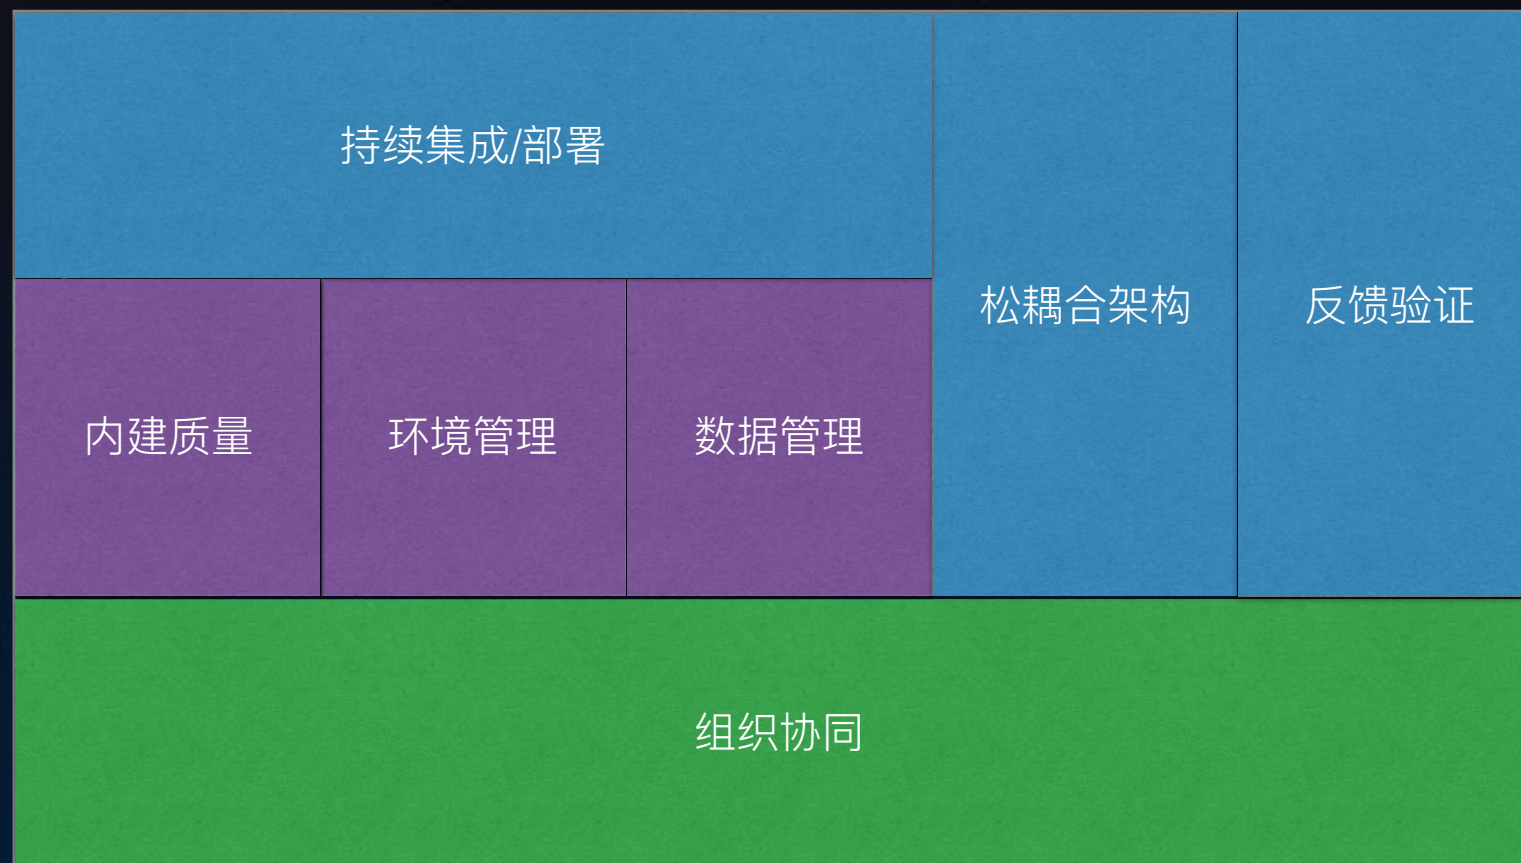 持续集成/部署
松耦合架构
反馈验证
内建质量
环境管理
数据管理
组织协同